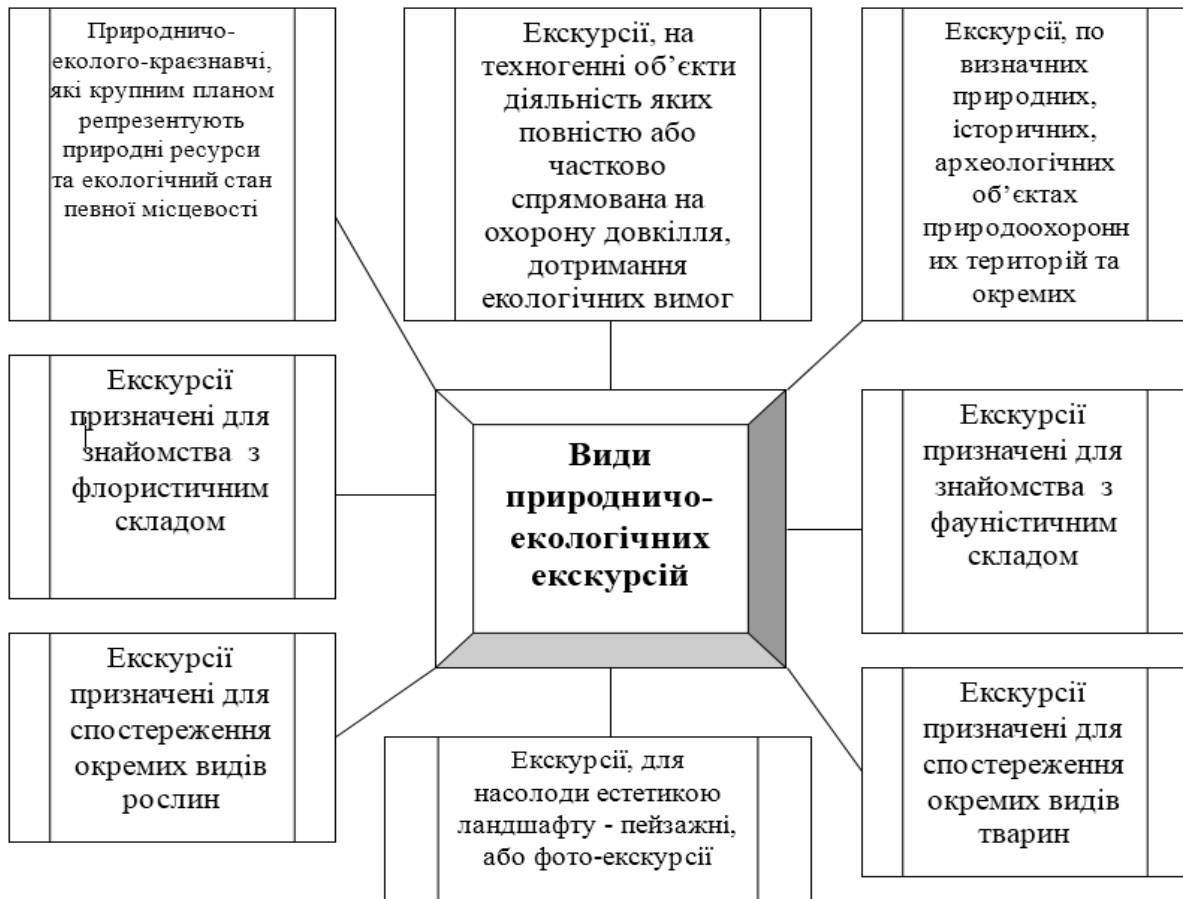 Природничо-
еколого-краєзнавчі,
які крупним планом
репрезентують
природні ресурси
та екологічний стан
певної місцевості
Екскурсії, на
техногенні об’єкти
діяльність яких
повністю або
частково
спрямована на
охорону довкілля,
дотримання
екологічних вимог
Екскурсії, по
визначних
природних,
історичних,
археологічних
об’єктах
природоохоронн
их територій та
окремих
Екскурсії
призначені для
знайомства з
флористичним
складом
Види
природничо-
екологічних
екскурсій
Екскурсії
призначені для
знайомства з
фауністичним
складом
Екскурсії
призначені для
спостереження
окремих видів
рослин
Екскурсії, для
насолоди естетикою
ландшафту - пейзажні,
або фото-екскурсії
Екскурсії
призначені для
спостереження
окремих видів
тварин